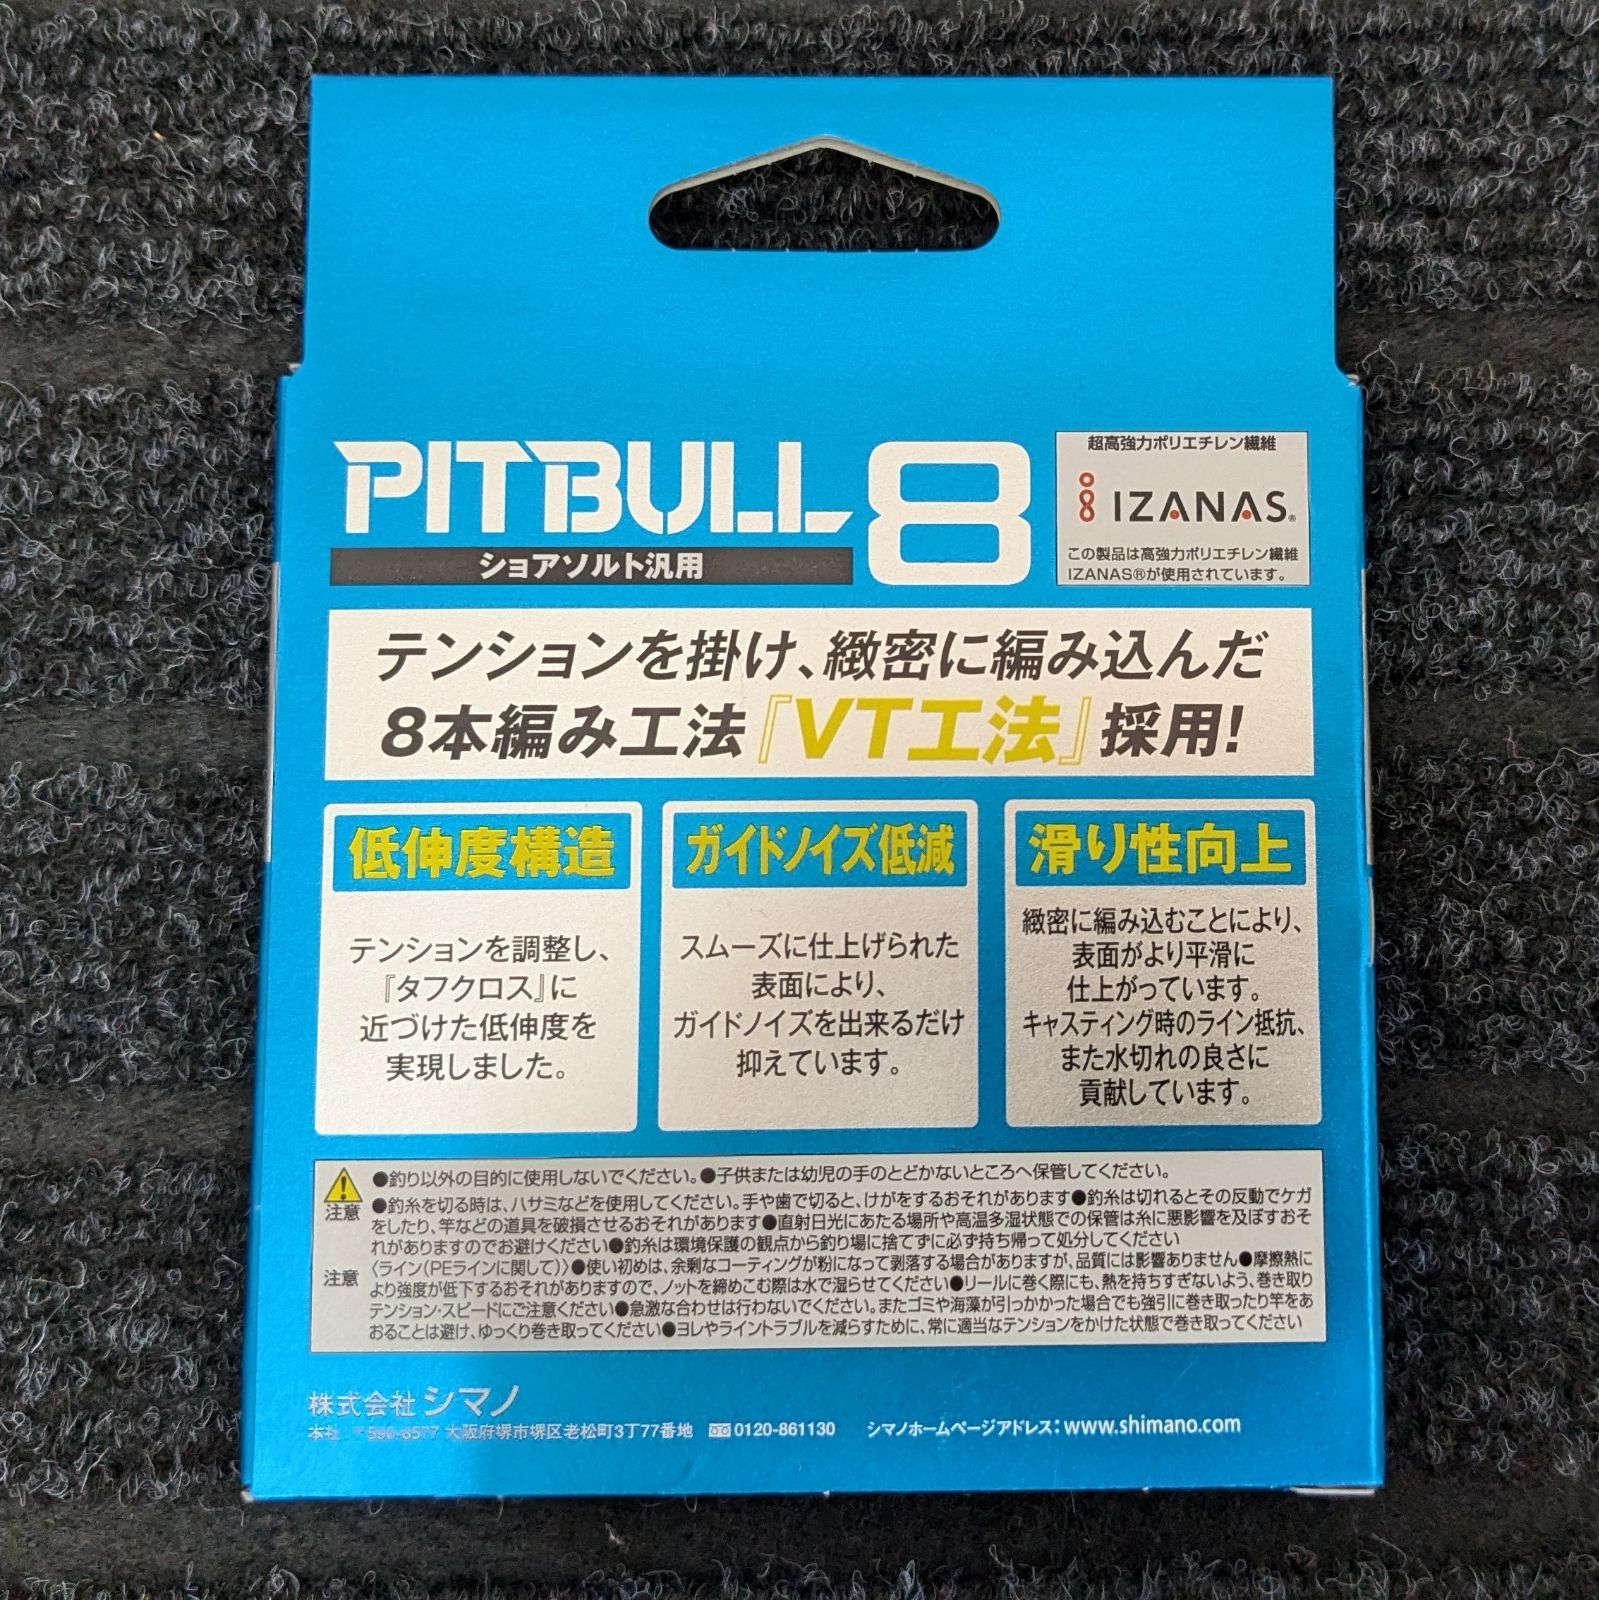 PITBULL 8
ショアソルト汎用
超高強力ポリエチレン繊維
IZANAS®
この製品は高強力ポリエチレン繊維
IZANAS®が使用されています。
テンションを掛け、緻密に編み込んだ
8本編み工法『VT工法』採用!
低伸度構造
テンションを調整し、
『タフクロス』に
近づけた低伸度を
実現しました。
ガイドノイズ低減
スムーズに仕上げられた
表面により、
ガイドノイズを出来るだけ
抑えています。
滑り性向上
緻密に編み込むことにより、
表面がより平滑に
仕上がっています。
キャスティング時のライン抵抗、
また水切れの良さに
貢献しています。
注意
●釣り以外の目的に使用しないでください。●子供または幼児の手のとどかないところへ保管してください。
●釣糸を切る時は、ハサミなどを使用してください。手や歯で切ると、けがをするおそれがあります●釣糸は切れるとその反動でケガ
をしたり、竿などの道具を破損させるおそれがあります●直射日光にあたる場所や高温多湿状態での保管は糸に悪影響を及ぼすおそ
れがありますのでお避けください●釣糸は環境保護の観点から釣り場に捨てずに必ず持ち帰って処分してください
注意
〈ライン(PEラインに関して)〉●使い初めは、余剰なコーティングが粉になって剥落する場合がありますが、品質には影響ありません●摩擦熱に
より強度が低下するおそれがありますので、ノットを締めこむ際は水で湿らせてください●リールに巻く際にも、熱を持ちすぎないよう、巻き取り
テンション・スピードにご注意ください●急激な合わせは行わないでください。またゴミや海藻が引っかかった場合でも強引に巻き取ったり竿をあ
おることは避け、ゆっくり巻き取ってください●ヨレやライントラブルを減らすために、常に適当なテンションをかけた状態で巻き取ってください
株式会社 シマノ
本社 〒590-8577 大阪府堺市堺区老松町3丁77番地 0120-861130 シマノホームページアドレス：www.shimano.com